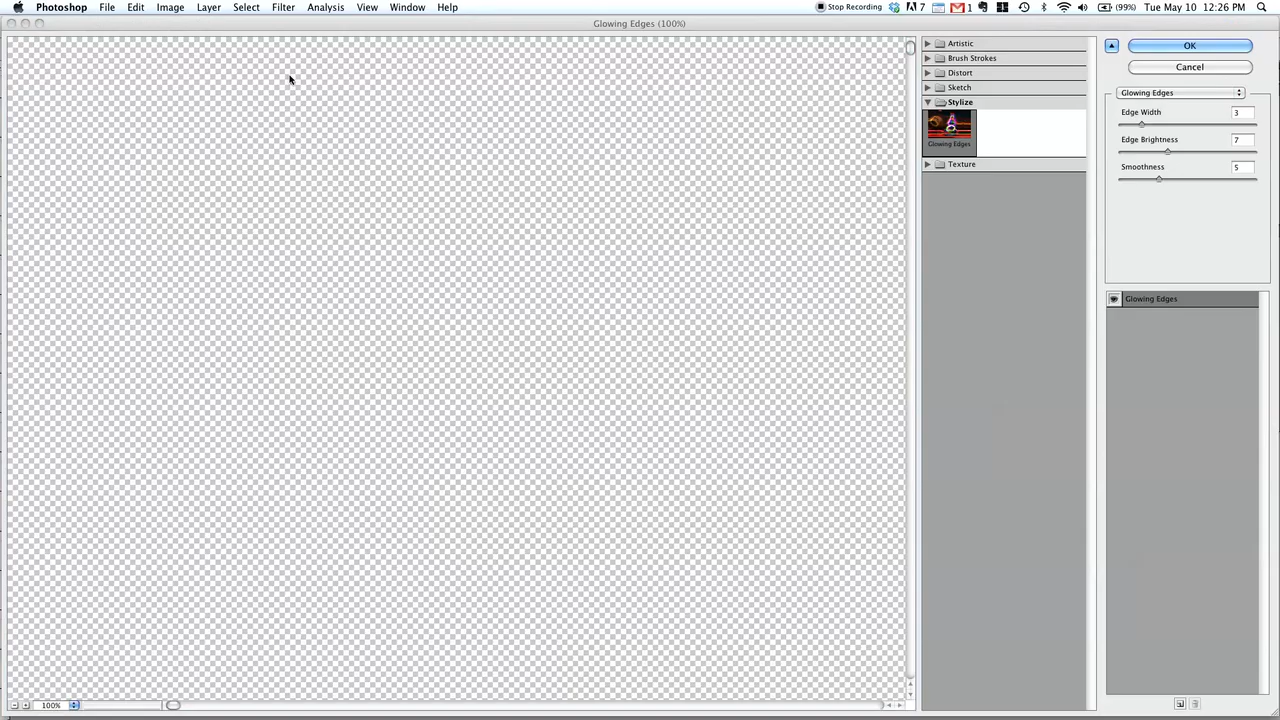 Photoshop File Edit Image Layer Select Filter Analysis View Window Help Stop Recording 7 1 (99%) Tue May 10 12:26 PM
Glowing Edges (100%)
Artistic
Brush Strokes
Distort
Sketch
Stylize
Glowing Edges
Texture
OK
Cancel
Glowing Edges
Edge Width 3
Edge Brightness 7
Smoothness 5
Glowing Edges
100%